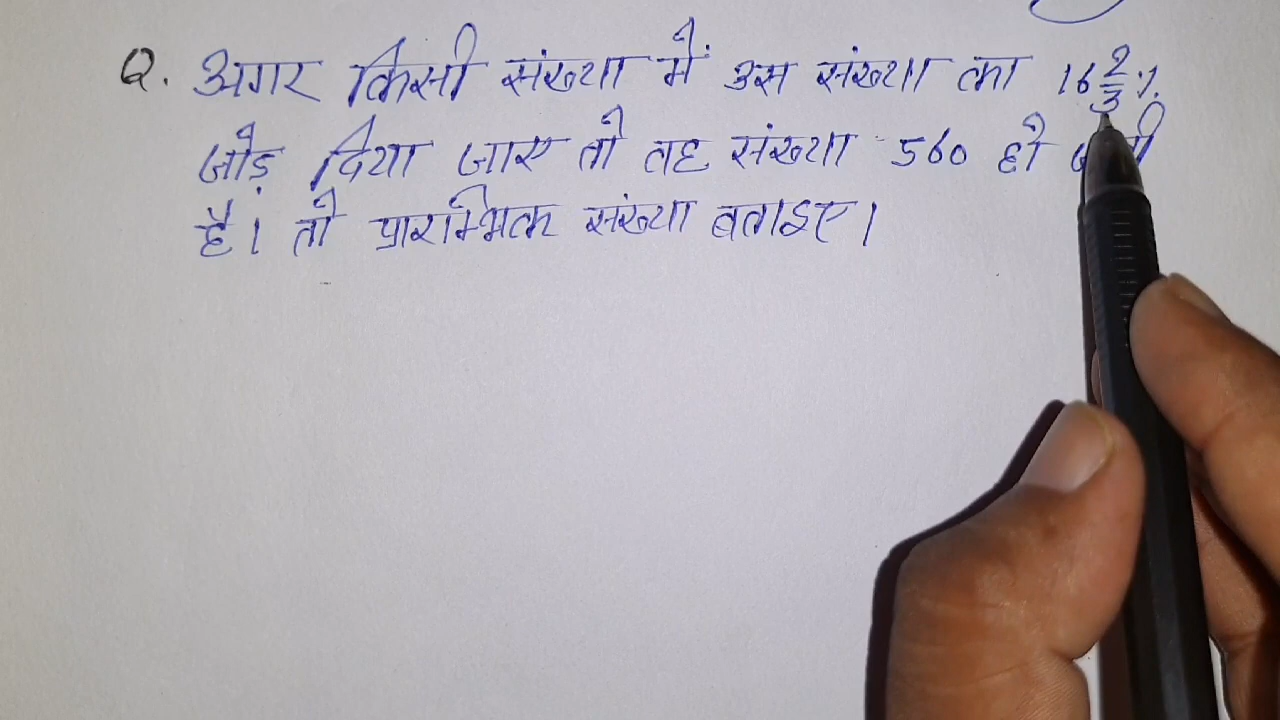 Q. अगर किसी संख्या में उस संख्या का 16 2/3 %
जोड़ दिया जाए तो वह संख्या 560 हो
है। तो प्रारम्भिक संख्या बताइए।